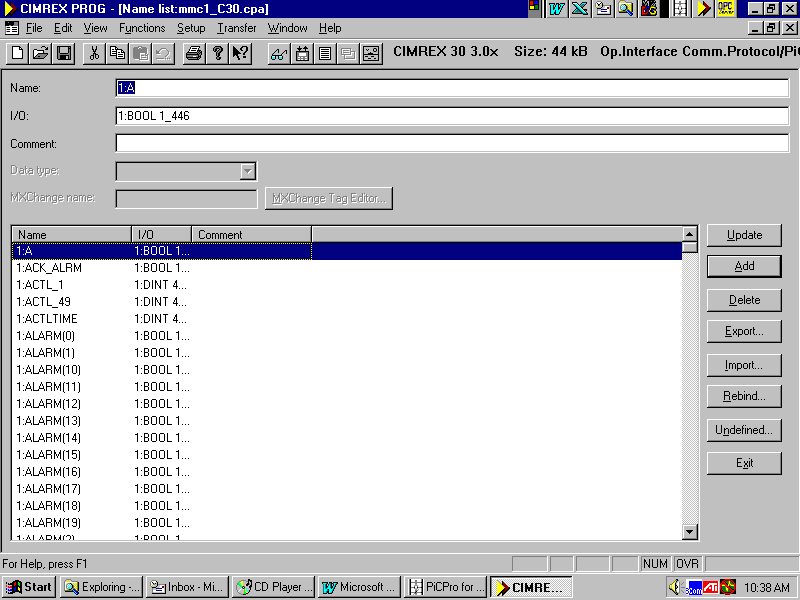 CIMREX PROG - [Name list:mmc1_C30.cpa]
File Edit View Functions Setup Transfer Window Help
CIMREX 30 3.0x Size: 44 kB Op.Interface Comm.Protocol/PiC
Name: 1:A
I/O: 1:BOOL 1_446
Comment:
Data type:
MXChange name: MXChange Tag Editor...
Name I/O Comment
1:A 1:BOOL 1...
1:ACK_ALRM 1:BOOL 1...
1:ACTL_1 1:DINT 4...
1:ACTL_49 1:DINT 4...
1:ACTLTIME 1:DINT 4...
1:ALARM(0) 1:BOOL 1...
1:ALARM(1) 1:BOOL 1...
1:ALARM(10) 1:BOOL 1...
1:ALARM(11) 1:BOOL 1...
1:ALARM(12) 1:BOOL 1...
1:ALARM(13) 1:BOOL 1...
1:ALARM(14) 1:BOOL 1...
1:ALARM(15) 1:BOOL 1...
1:ALARM(16) 1:BOOL 1...
1:ALARM(17) 1:BOOL 1...
1:ALARM(18) 1:BOOL 1...
1:ALARM(19) 1:BOOL 1...
1:ALARM(2) 1:BOOL 1...
Update
Add
Delete
Export...
Import...
Rebind...
Undefined...
Exit
For Help, press F1 NUM OVR
Start Exploring -... Inbox - Mi... CD Player ... Microsoft ... PiCPro for ... CIMRE... 10:38 AM